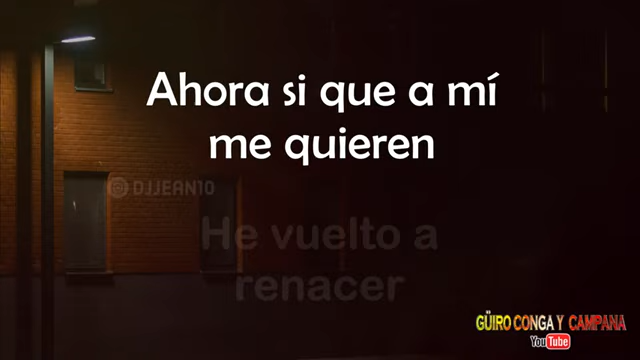 Ahora si que a mí
me quieren
DJJEAN10
He vuelto a
renacer
GÜIRO CONGA Y CAMPANA
YouTube